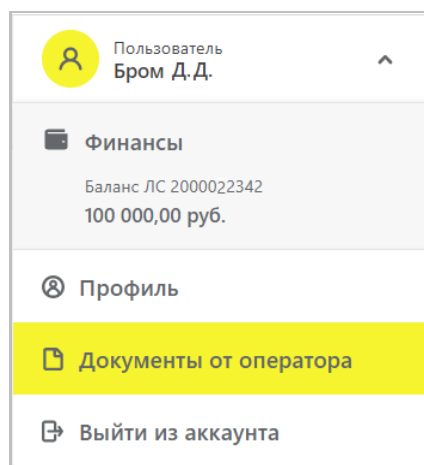 Пользователь
Бром Д.Д.
Финансы
Баланс ЛС 2000022342
100 000,00 руб.
Профиль
Документы от оператора
Выйти из аккаунта